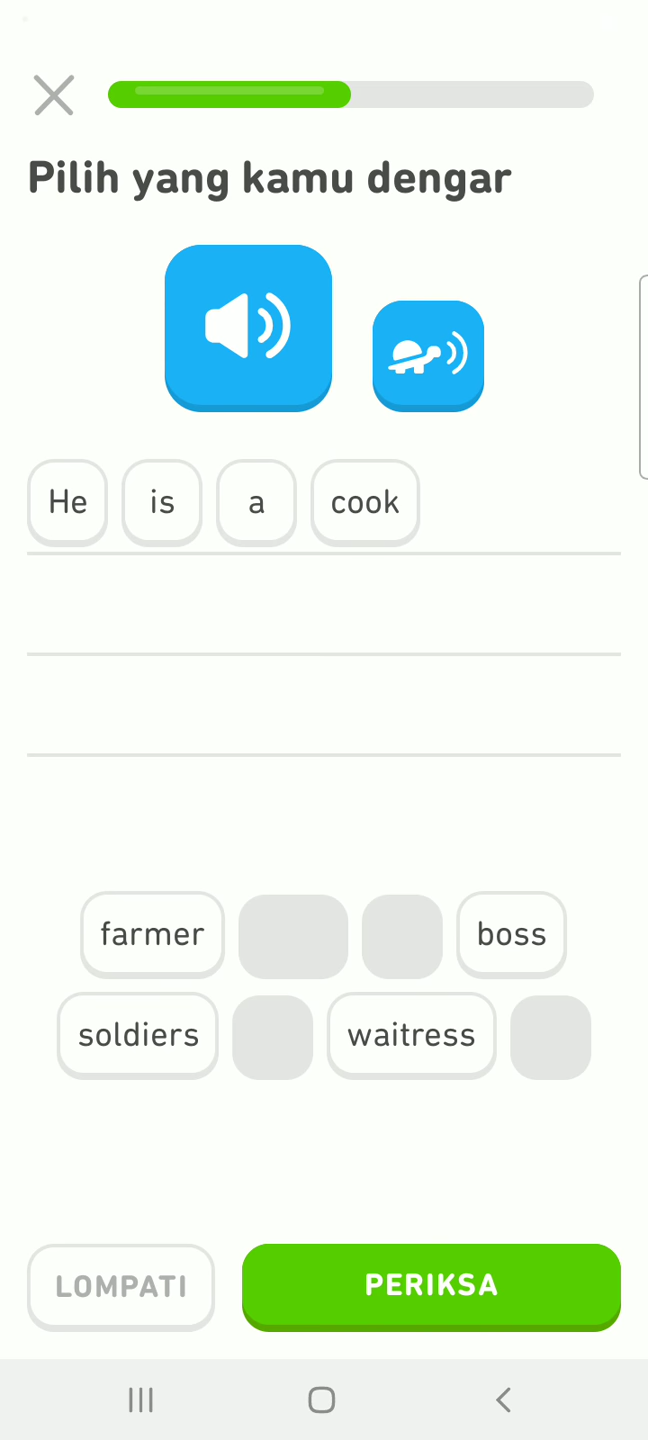 Pilih yang kamu dengar
He is a cook
farmer boss
soldiers waitress
LOMPATI PERIKSA